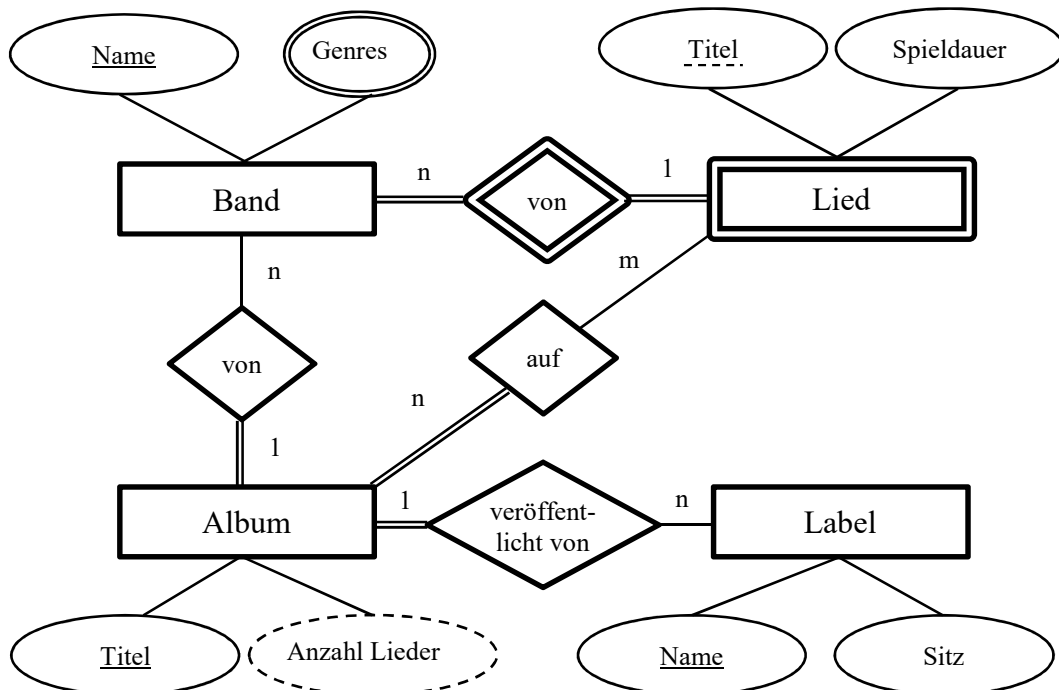 Name
Genres
Titel
Spieldauer
Band
n
von
1
Lied
n
m
von
auf
n
1
Album
1
veröffent-
licht von
n
Label
Titel
Anzahl Lieder
Name
Sitz